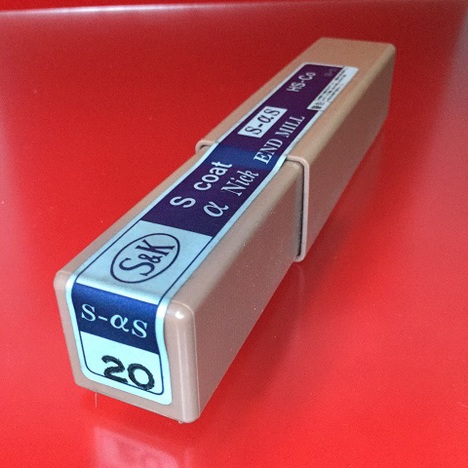 S&K
S coat
α Nick END MILL
S-αS
HS-Co
S-αS
20